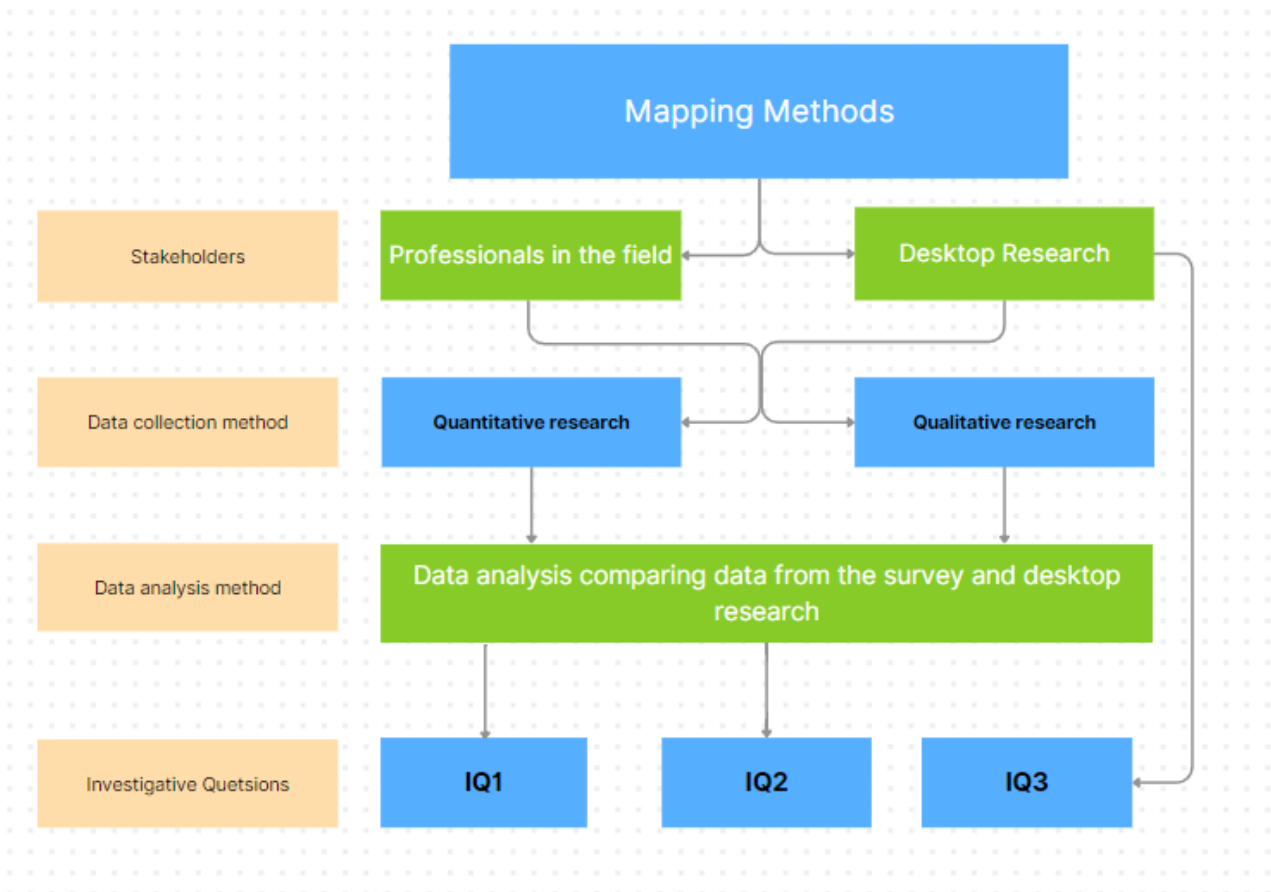 Mapping Methods
Stakeholders
Professionals in the field
Desktop Research
Data collection method
Quantitative research
Qualitative research
Data analysis method
Data analysis comparing data from the survey and desktop
research
Investigative Quetsions
IQ1
IQ2
IQ3